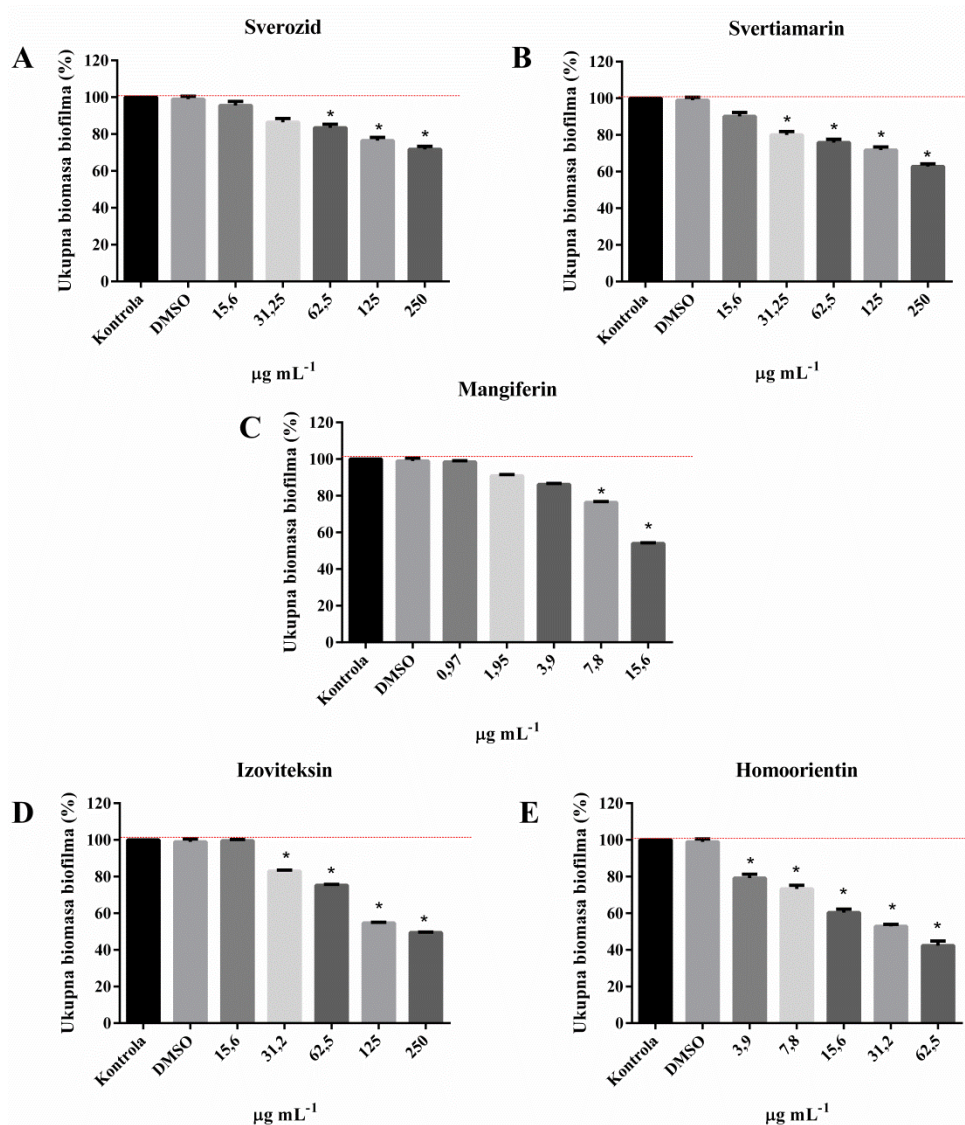 Sverozid
A
Ukupna biomasa biofilma (%)
120
100
80
60
40
20
0
* * *
Kontrola DMSO 15,6 31,25 62,5 125 250
µg mL-1
Svertiamarin
B
Ukupna biomasa biofilma (%)
120
100
80
60
40
20
0
* * * *
Kontrola DMSO 15,6 31,25 62,5 125 250
µg mL-1
Mangiferin
C
Ukupna biomasa biofilma (%)
120
100
80
60
40
20
0
* *
Kontrola DMSO 0,97 1,95 3,9 7,8 15,6
µg mL-1
Izoviteksin
D
Ukupna biomasa biofilma (%)
120
100
80
60
40
20
0
* * * *
Kontrola DMSO 15,6 31,2 62,5 125 250
µg mL-1
Homoorientin
E
Ukupna biomasa biofilma (%)
120
100
80
60
40
20
0
* * * * *
Kontrola DMSO 3,9 7,8 15,6 31,2 62,5
µg mL-1